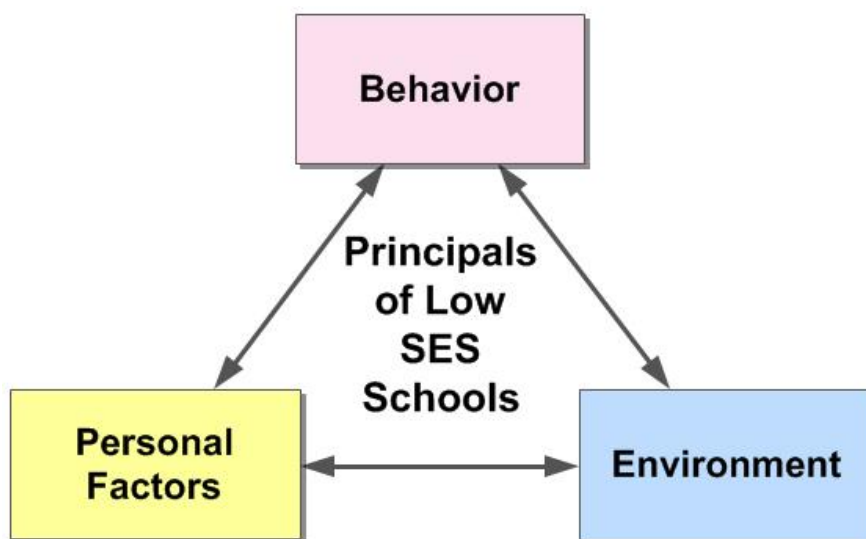 Behavior
Principals
of Low
SES
Schools
Personal
Factors
Environment